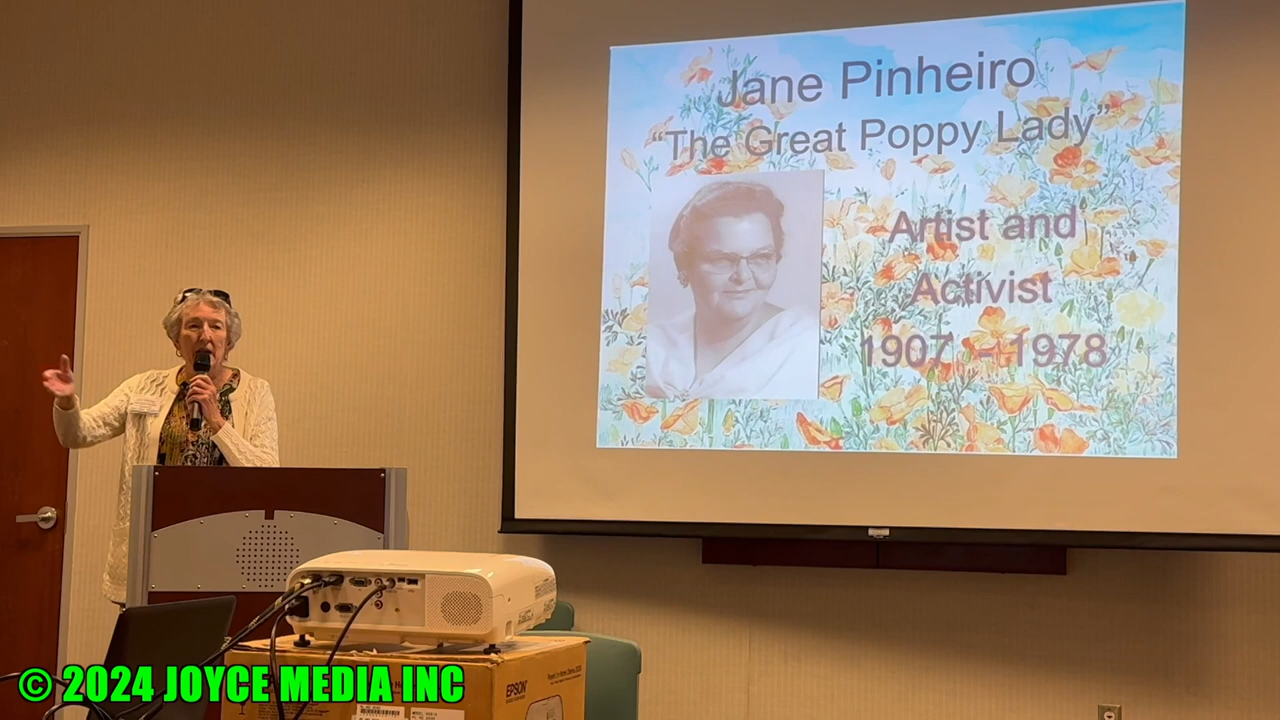 Jane Pinheiro
“The Great Poppy Lady”
Artist and
Activist
1907 - 1978
EPSON
© 2024 JOYCE MEDIA INC